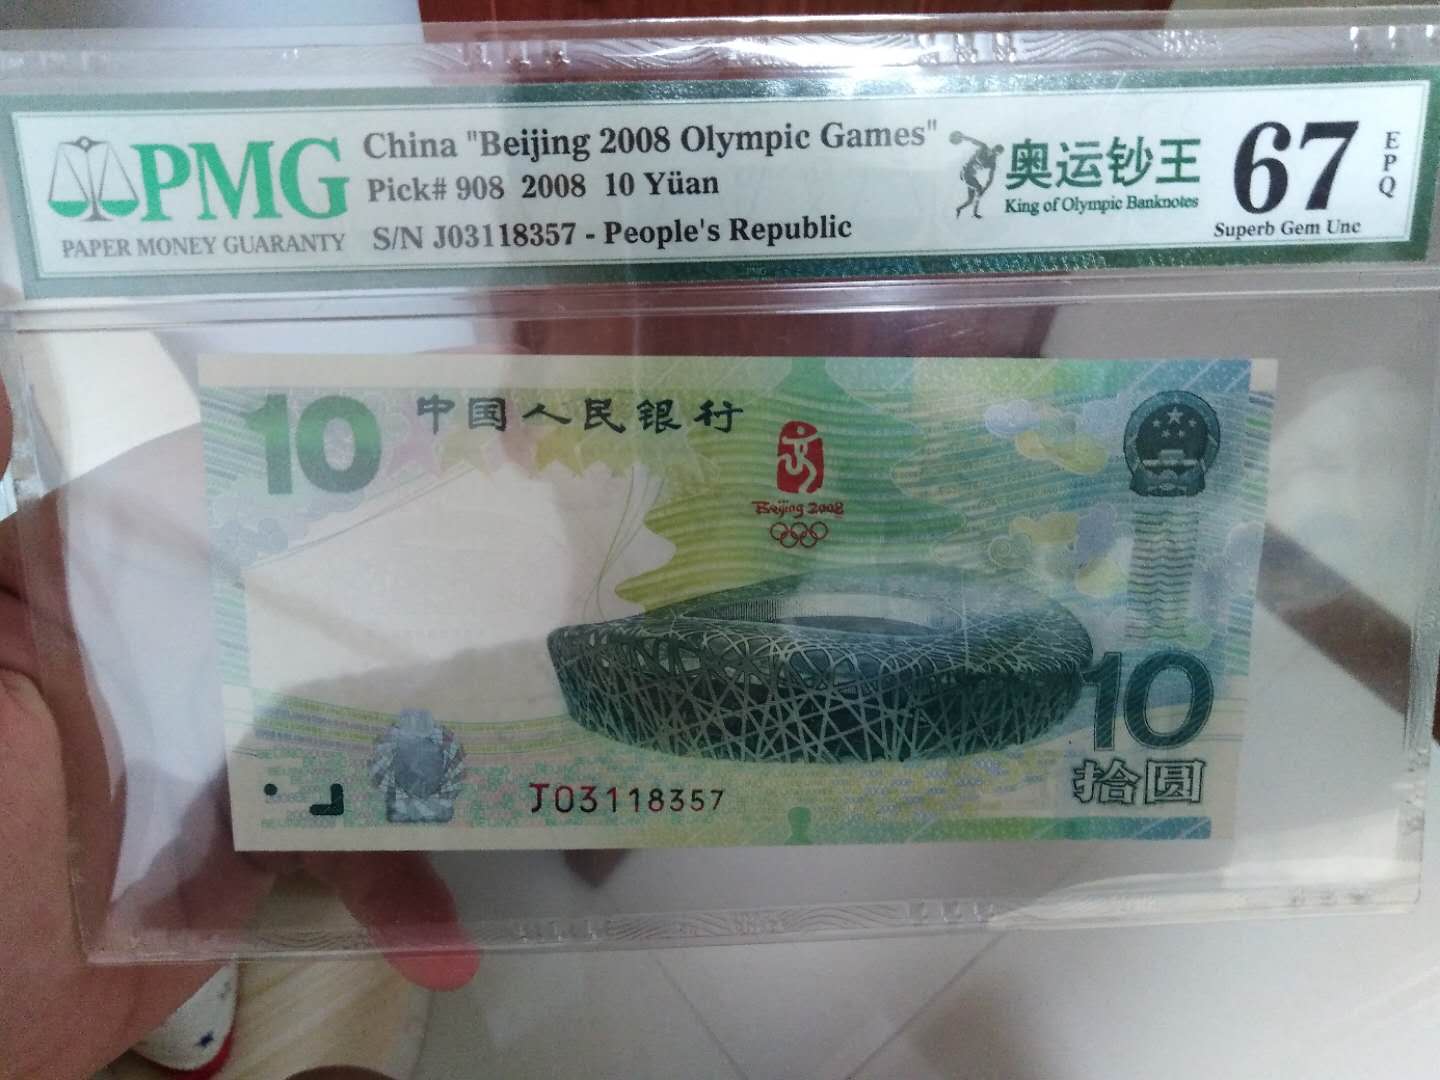 PMG
PAPER MONEY GUARANTY
China "Beijing 2008 Olympic Games"
Pick# 908 2008 10 Yüan
S/N J03118357 - People's Republic
奥运钞王
King of Olympic Banknotes
67
EPQ
Superb Gem Unc
10
中国人民银行
Beijing 2008
10
拾圆
J03118357